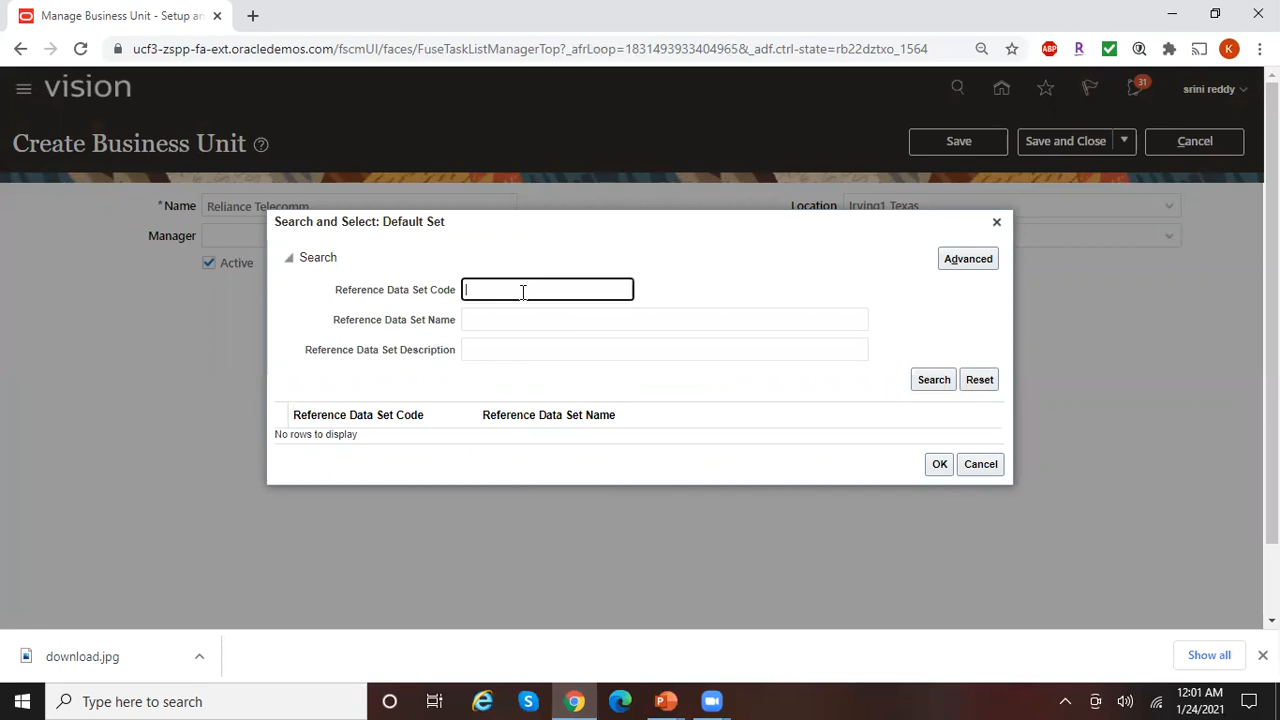 Manage Business Unit - Setup an
ucf3-zspp-fa-ext.oracledemos.com/fscmUI/faces/FuseTaskListManagerTop?_afrLoop=1831493933404965&_adf.ctrl-state=rb22dztxo_1564
ABP
R
K
vision
31
srini reddy
Create Business Unit ?
Save
Save and Close
Cancel
*Name Reliance Telecomm
Location Irving1 Texas
Manager
Active
Search and Select: Default Set
Search
Advanced
Reference Data Set Code
Reference Data Set Name
Reference Data Set Description
Search
Reset
Reference Data Set Code Reference Data Set Name
No rows to display
OK
Cancel
download.jpg
Show all
Type here to search
12:01 AM
1/24/2021